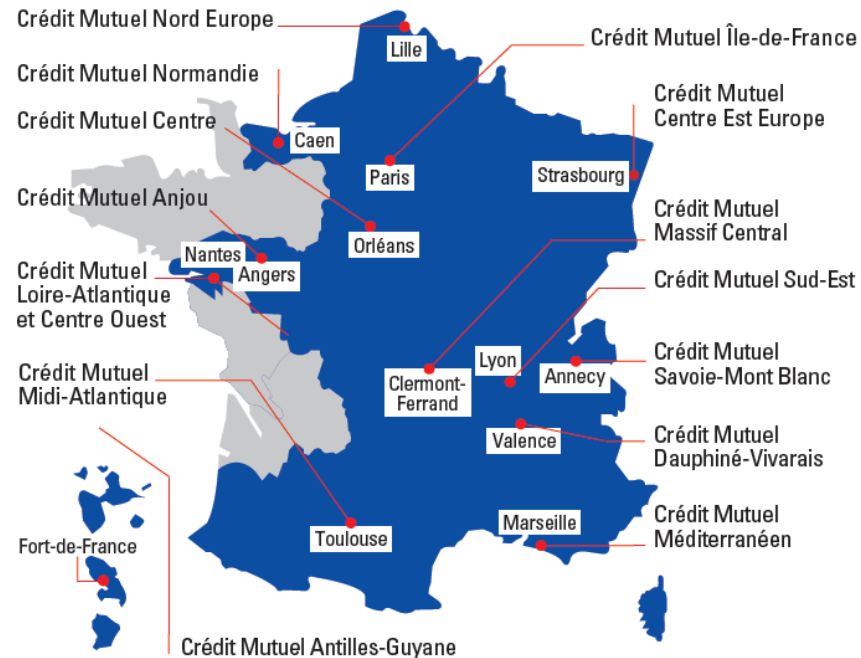 Crédit Mutuel Nord Europe
Lille
Crédit Mutuel Île-de-France
Crédit Mutuel Normandie
Crédit Mutuel
Centre Est Europe
Crédit Mutuel Centre
Caen
Paris
Strasbourg
Crédit Mutuel Anjou
Crédit Mutuel
Massif Central
Orléans
Nantes
Angers
Crédit Mutuel
Loire-Atlantique
et Centre Ouest
Crédit Mutuel Sud-Est
Lyon
Annecy
Crédit Mutuel
Savoie-Mont Blanc
Crédit Mutuel
Midi-Atlantique
Clermont-
Ferrand
Valence
Crédit Mutuel
Dauphiné-Vivarais
Marseille
Crédit Mutuel
Méditerranéen
Toulouse
Fort-de-France
Crédit Mutuel Antilles-Guyane